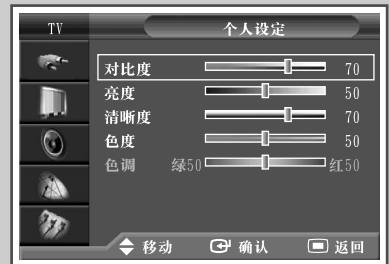 TV 个人设定
对比度 70
亮度 50
清晰度 70
色度 50
色调 绿50 红50
移动 确认 返回